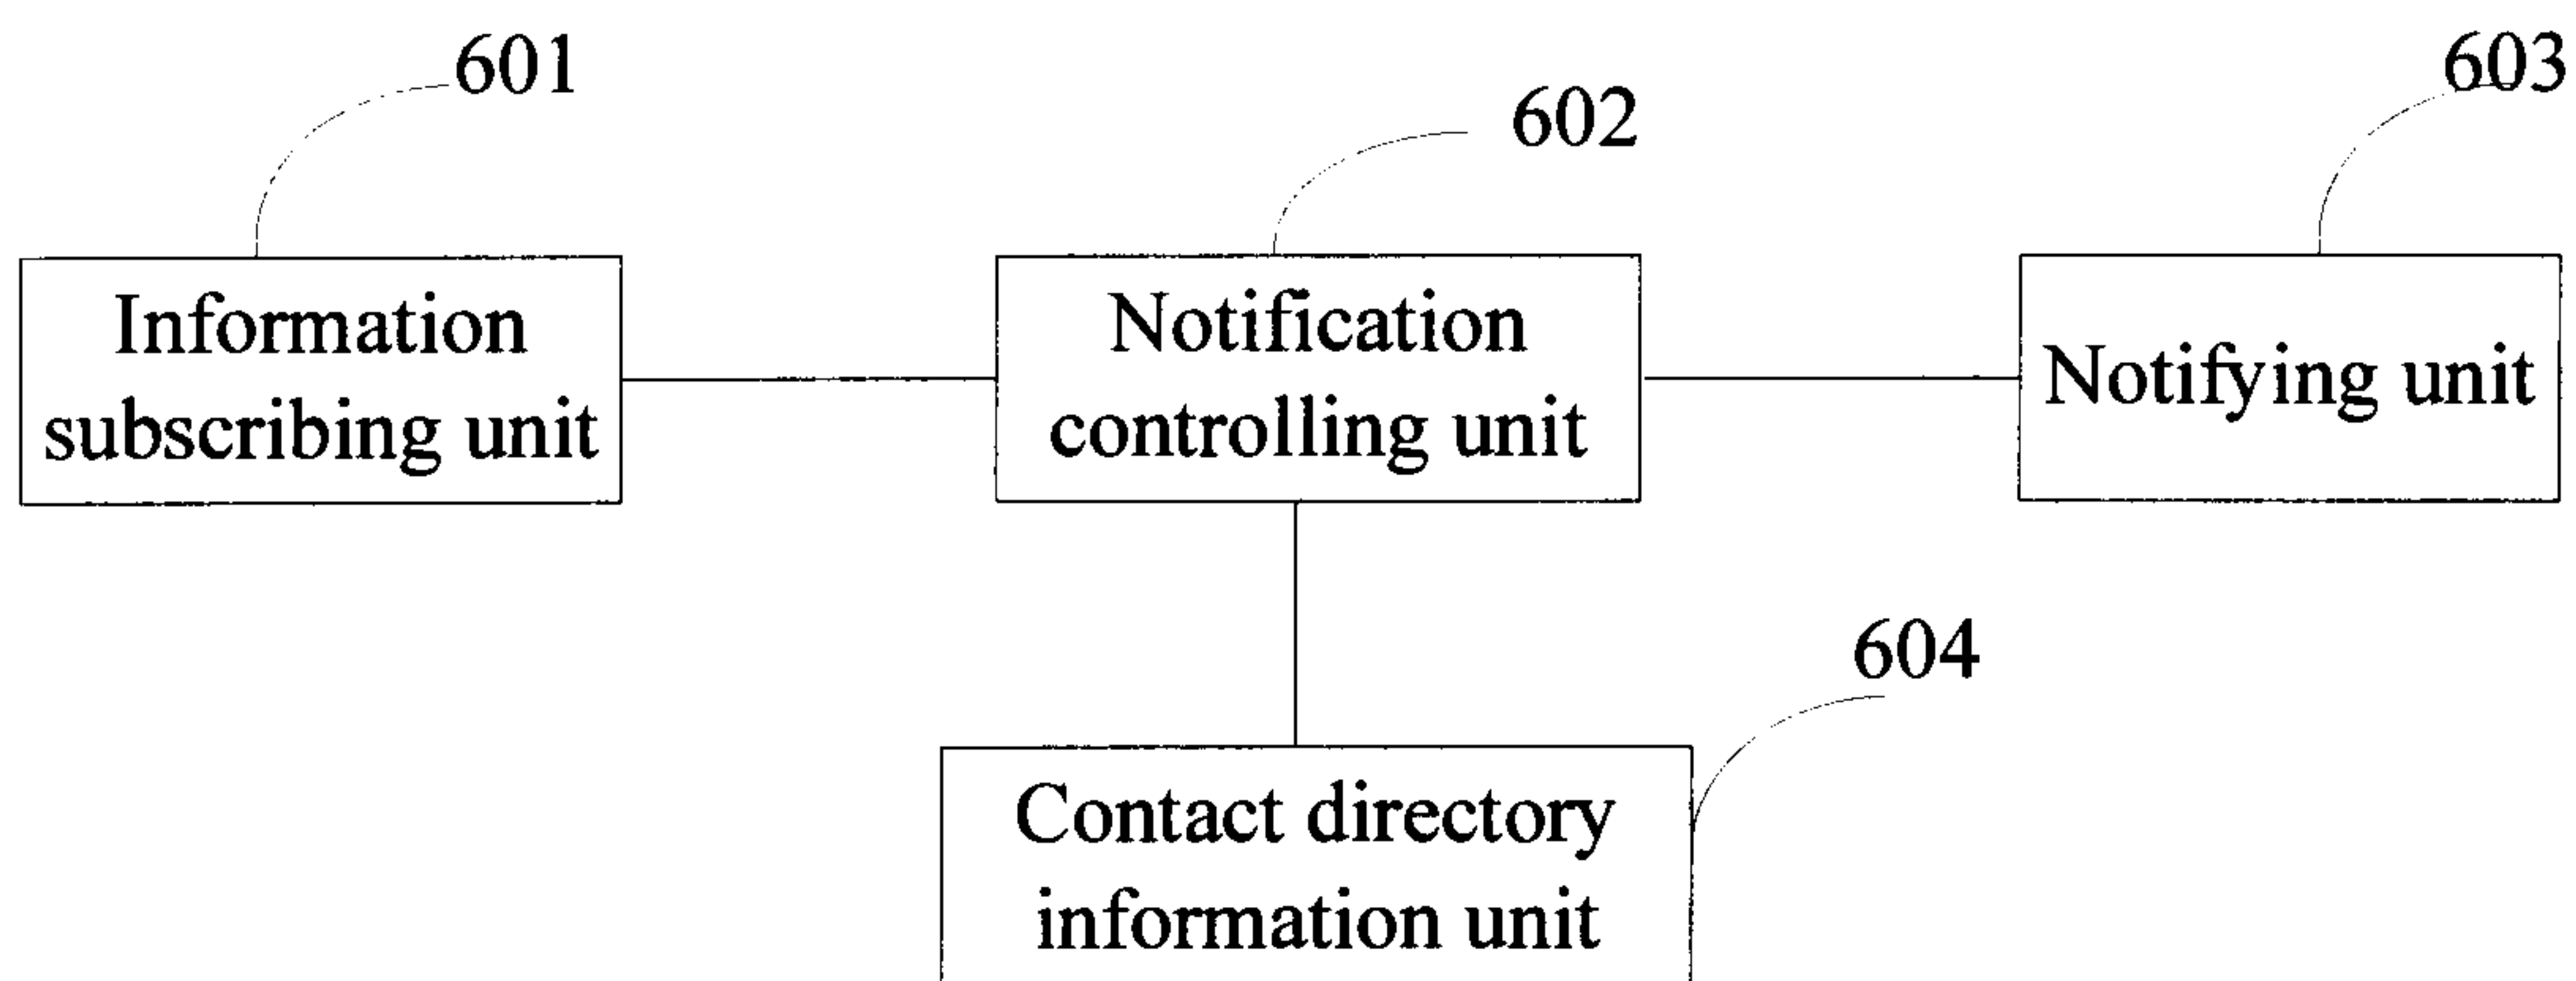 601
602
603
Information
subscribing unit
Notification
controlling unit
Notifying unit
604
Contact directory
information unit